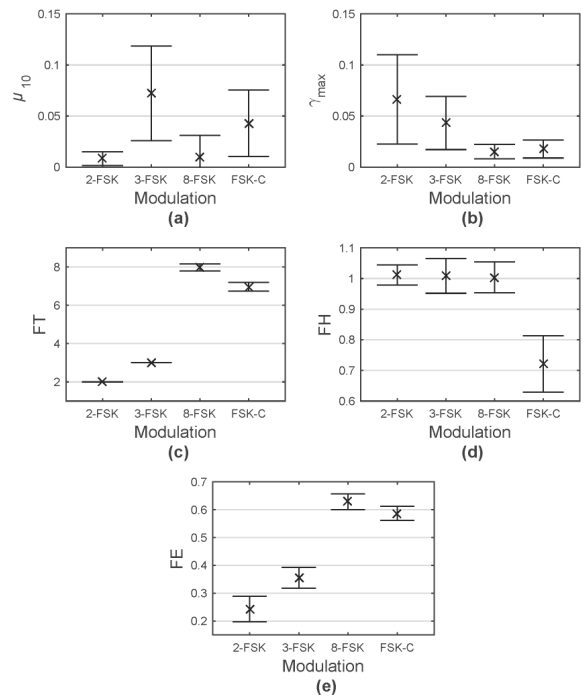 0.15
0.1
0.05
0
μ10
2-FSK 3-FSK 8-FSK FSK-C
Modulation
(a)
0.15
0.1
0.05
0
γmax
2-FSK 3-FSK 8-FSK FSK-C
Modulation
(b)
8
6
4
2
FT
2-FSK 3-FSK 8-FSK FSK-C
Modulation
(c)
1.1
1
0.9
0.8
0.7
0.6
FH
2-FSK 3-FSK 8-FSK FSK-C
Modulation
(d)
0.7
0.6
0.5
0.4
0.3
0.2
FE
2-FSK 3-FSK 8-FSK FSK-C
Modulation
(e)